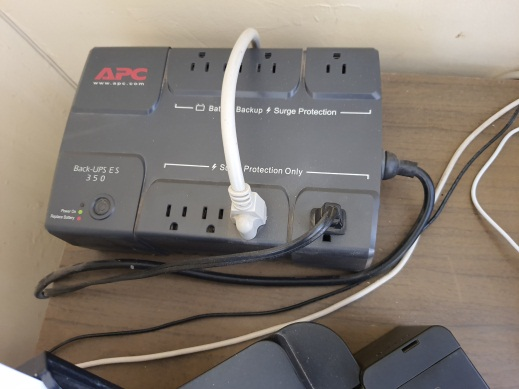 APC
www.apc.com
Battery Backup Surge Protection
Surge Protection Only
Back-UPS ES
350
Power On
Replace Battery